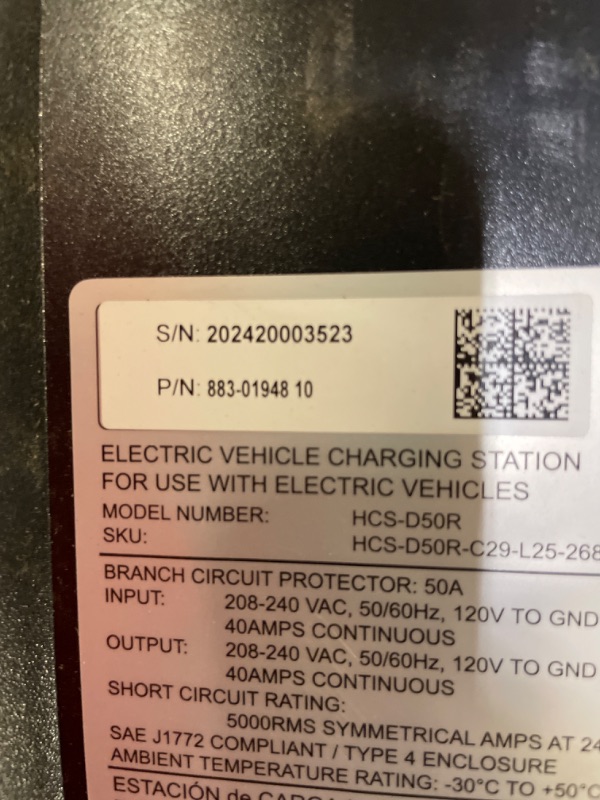 S/N: 202420003523
P/N: 883-01948 10
ELECTRIC VEHICLE CHARGING STATION
FOR USE WITH ELECTRIC VEHICLES
MODEL NUMBER: HCS-D50R
SKU: HCS-D50R-C29-L25-268
BRANCH CIRCUIT PROTECTOR: 50A
INPUT: 208-240 VAC, 50/60Hz, 120V TO GND
40AMPS CONTINUOUS
OUTPUT: 208-240 VAC, 50/60Hz, 120V TO GND
40AMPS CONTINUOUS
SHORT CIRCUIT RATING:
5000RMS SYMMETRICAL AMPS AT 24
SAE J1772 COMPLIANT / TYPE 4 ENCLOSURE
AMBIENT TEMPERATURE RATING: -30°C TO +50°C
ESTACIÓN de CARGA